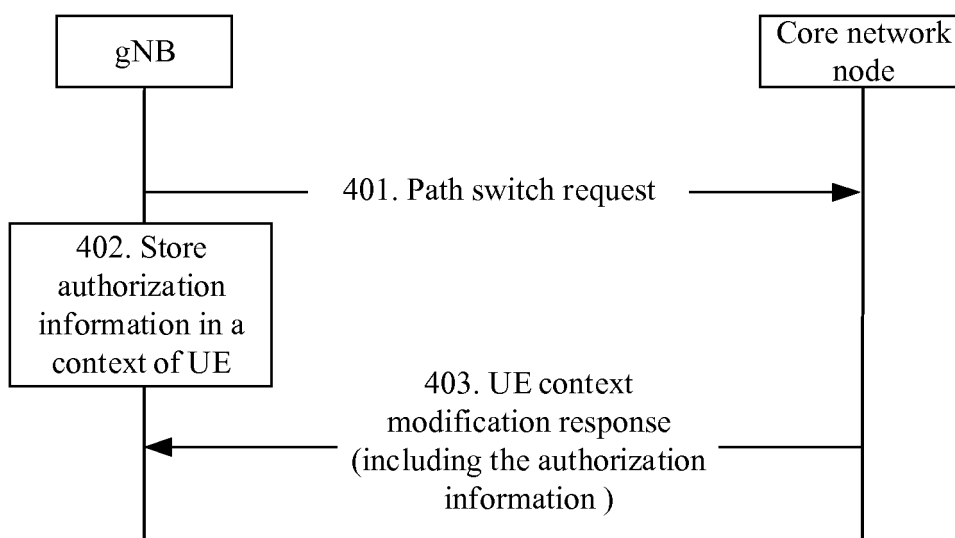 gNB
Core network
node
401. Path switch request
402. Store
authorization
information in a
context of UE
403. UE context
modification response
(including the authorization
information )